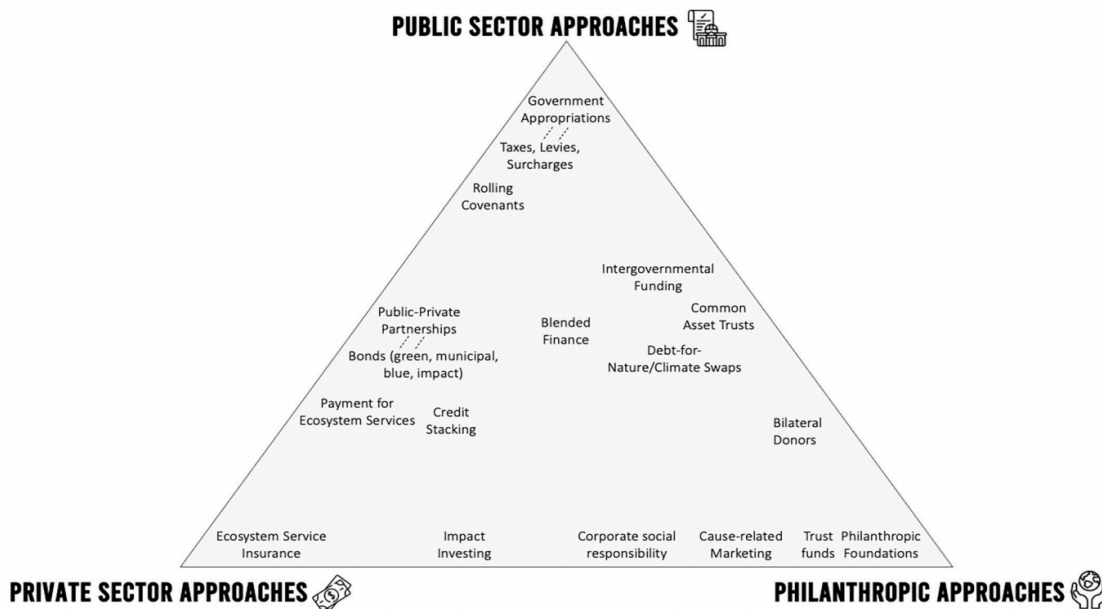 PUBLIC SECTOR APPROACHES
Government
Appropriations
Taxes, Levies,
Surcharges
Rolling
Covenants
Intergovernmental
Funding
Common
Asset Trusts
Public-Private
Partnerships
Blended
Finance
Debt-for-
Nature/Climate Swaps
Bonds (green, municipal,
blue, impact)
Payment for
Ecosystem Services
Credit
Stacking
Bilateral
Donors
Ecosystem Service
Insurance
Impact
Investing
Corporate social
responsibility
Cause-related
Marketing
Trust
funds
Philanthropic
Foundations
PRIVATE SECTOR APPROACHES
PHILANTHROPIC APPROACHES